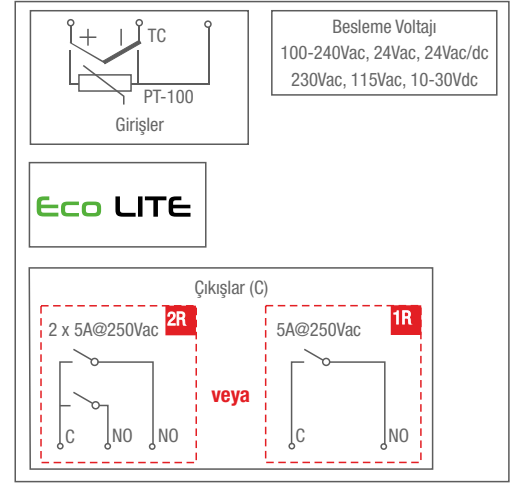 + – TC
PT-100
Girişler
Besleme Voltajı
100-240Vac, 24Vac, 24Vac/dc
230Vac, 115Vac, 10-30Vdc
Eco LITE
Çıkışlar (C)
2 x 5A@250Vac 2R
C NO NO
veya
5A@250Vac 1R
C NO